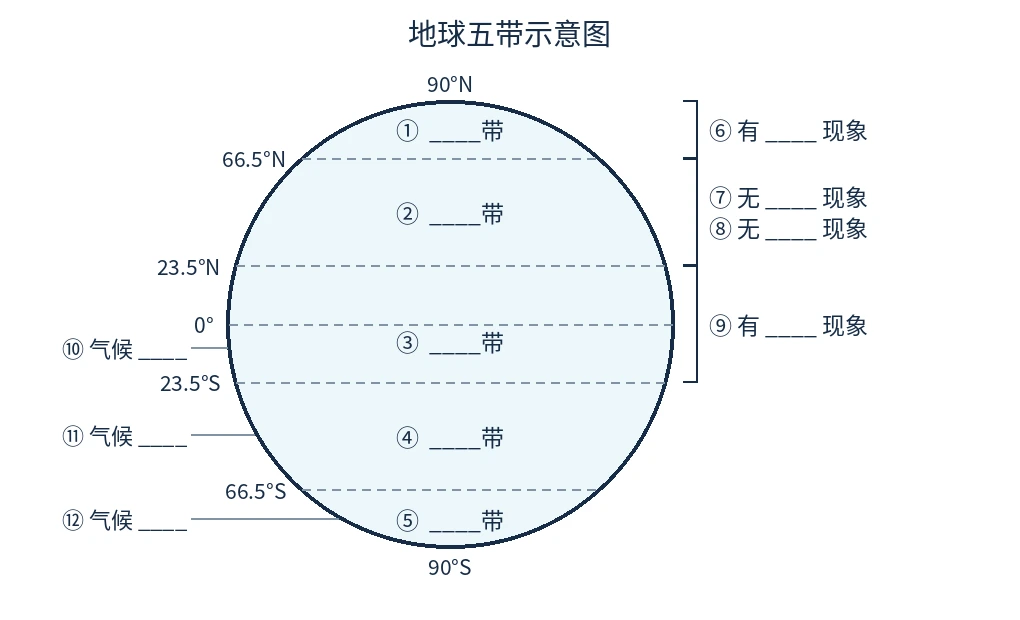 地球五带示意图
90°N
① ____带
⑥ 有 ____ 现象
66.5°N
⑦ 无 ____ 现象
② ____带
⑧ 无 ____ 现象
23.5°N
0°
⑨ 有 ____ 现象
③ ____带
⑩ 气候 ____
23.5°S
⑪ 气候 ____
④ ____带
66.5°S
⑫ 气候 ____
⑤ ____带
90°S